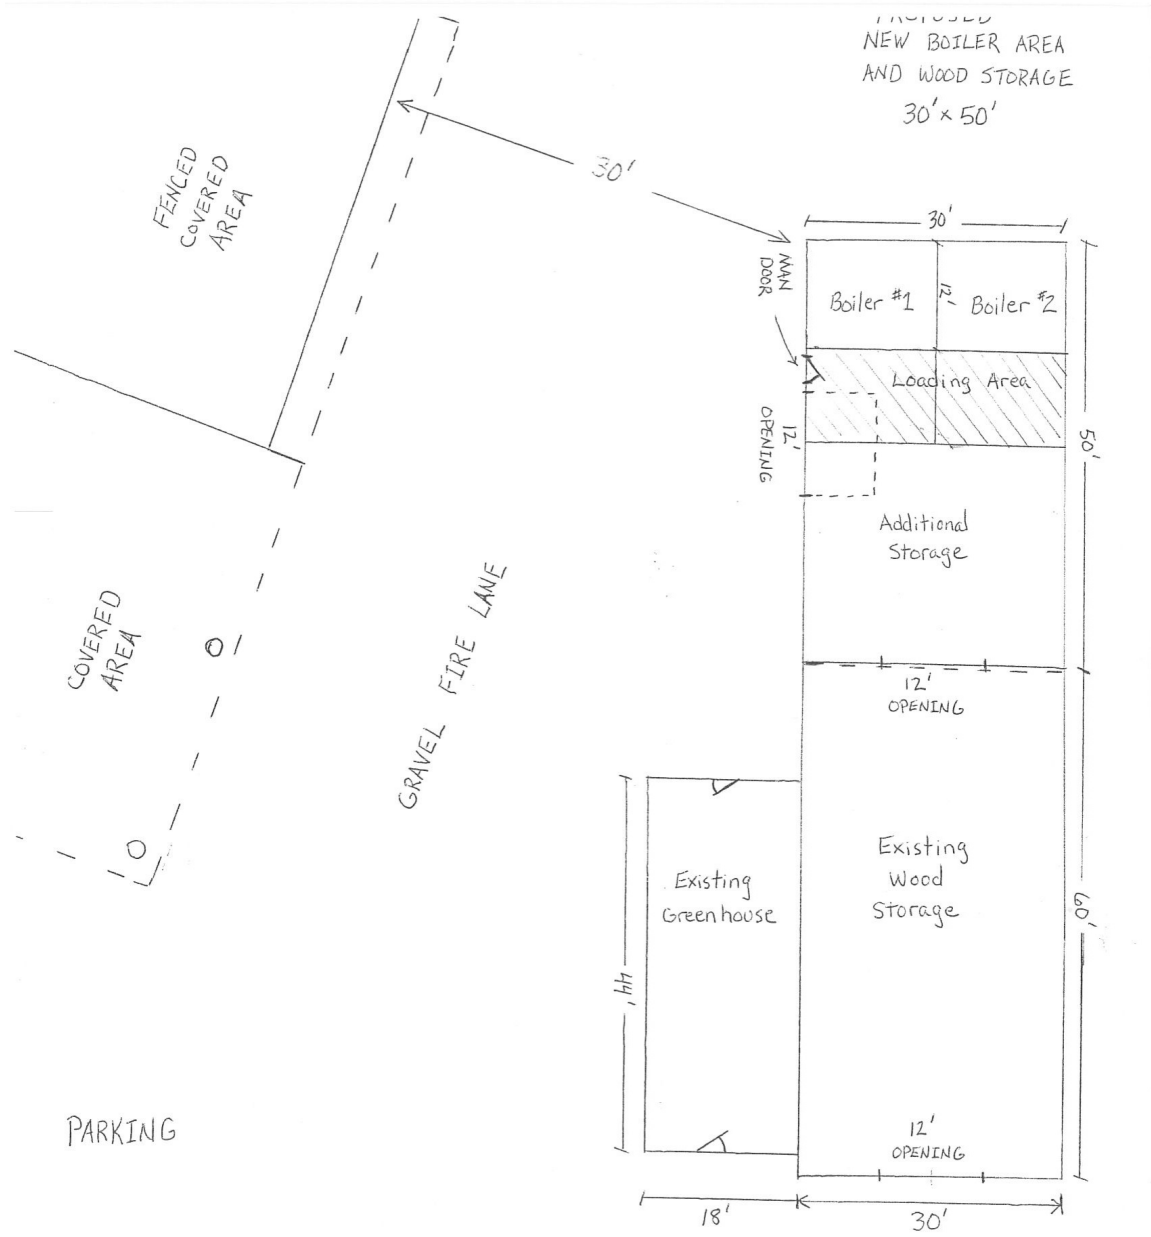 NEW BOILER AREA
AND WOOD STORAGE
30' x 50'
FENCED
COVERED
AREA
30'
30'
MAN
DOOR
Boiler #1
12'
Boiler #2
Loading Area
12'
OPENING
50'
Additional
Storage
COVERED
AREA
GRAVEL FIRE LANE
12'
OPENING
Existing
Greenhouse
Existing
Wood
Storage
60'
44'
PARKING
12'
OPENING
18'
30'